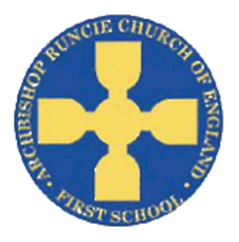 · ARCHBISHOP RUNCIE CHURCH OF ENGLAND ·
FIRST SCHOOL